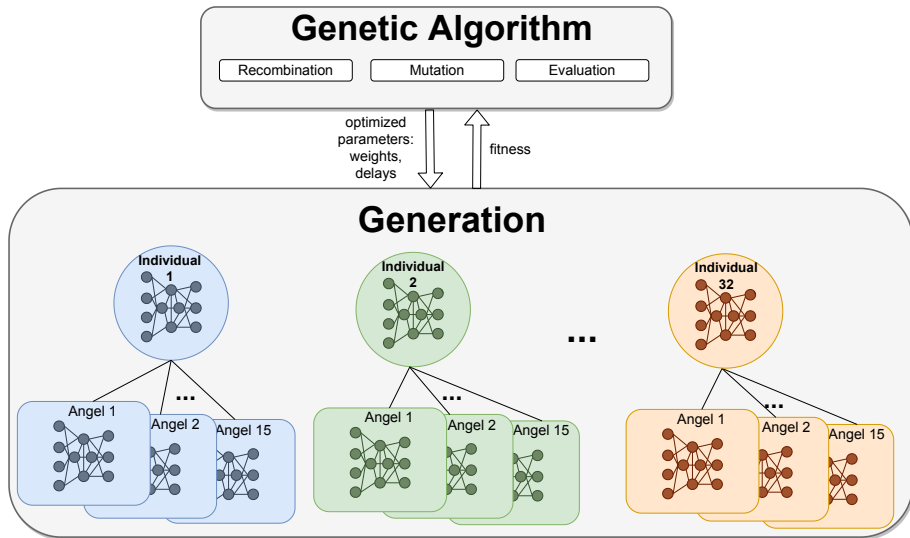 Genetic Algorithm
Recombination
Mutation
Evaluation
optimized
parameters:
weights,
delays
fitness
Generation
Individual
1
Individual
2
Individual
32
...
...
...
...
Angel 1
Angel 2
Angel 15
Angel 1
Angel 2
Angel 15
Angel 1
Angel 2
Angel 15